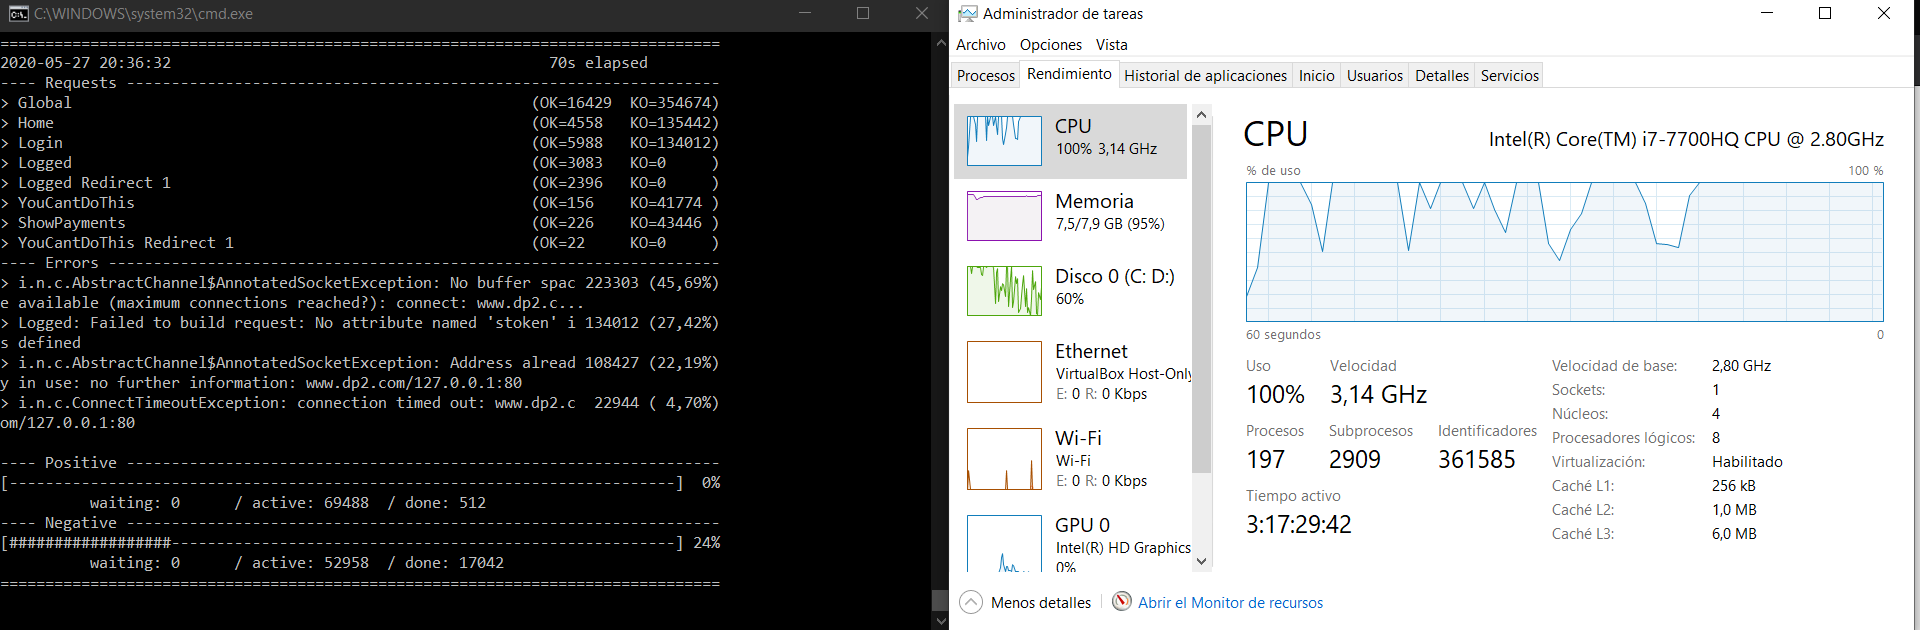 C:\WINDOWS\system32\cmd.exe
================================================================================
2020-05-27 20:36:32                                          70s elapsed
---- Requests ------------------------------------------------------------------
> Global                                                   (OK=16429  KO=354674)
> Home                                                     (OK=4558   KO=135442)
> Login                                                    (OK=5988   KO=134012)
> Logged                                                   (OK=3083   KO=0     )
> Logged Redirect 1                                        (OK=2396   KO=0     )
> YouCantDoThis                                            (OK=156    KO=41774 )
> ShowPayments                                             (OK=226    KO=43446 )
> YouCantDoThis Redirect 1                                 (OK=22     KO=0     )
---- Errors --------------------------------------------------------------------
> i.n.c.AbstractChannel$AnnotatedSocketException: No buffer spac 223303 (45,69%)
e available (maximum connections reached?): connect: www.dp2.c...
> Logged: Failed to build request: No attribute named 'stoken' i 134012 (27,42%)
s defined
> i.n.c.AbstractChannel$AnnotatedSocketException: Address alread 108427 (22,19%)
y in use: no further information: www.dp2.com/127.0.0.1:80
> i.n.c.ConnectTimeoutException: connection timed out: www.dp2.c  22944 ( 4,70%)
om/127.0.0.1:80
---- Positive ------------------------------------------------------------------
[--------------------------------------------------------------------------]  0%
          waiting: 0      / active: 69488  / done: 512
---- Negative ------------------------------------------------------------------
[##################--------------------------------------------------------] 24%
          waiting: 0      / active: 52958  / done: 17042
================================================================================
Administrador de tareas
Archivo Opciones Vista
Procesos Rendimiento Historial de aplicaciones Inicio Usuarios Detalles Servicios
CPU
100% 3,14 GHz
Memoria
7,5/7,9 GB (95%)
Disco 0 (C: D:)
60%
Ethernet
VirtualBox Host-Only
E: 0 R: 0 Kbps
Wi-Fi
Wi-Fi
E: 0 R: 0 Kbps
GPU 0
Intel(R) HD Graphics
0%
CPU Intel(R) Core(TM) i7-7700HQ CPU @ 2.80GHz
% de uso 100 %
60 segundos 0
Uso Velocidad
100% 3,14 GHz
Procesos Subprocesos Identificadores
197 2909 361585
Tiempo activo
3:17:29:42
Velocidad de base: 2,80 GHz
Sockets: 1
Núcleos: 4
Procesadores lógicos: 8
Virtualización: Habilitado
Caché L1: 256 kB
Caché L2: 1,0 MB
Caché L3: 6,0 MB
Menos detalles Abrir el Monitor de recursos